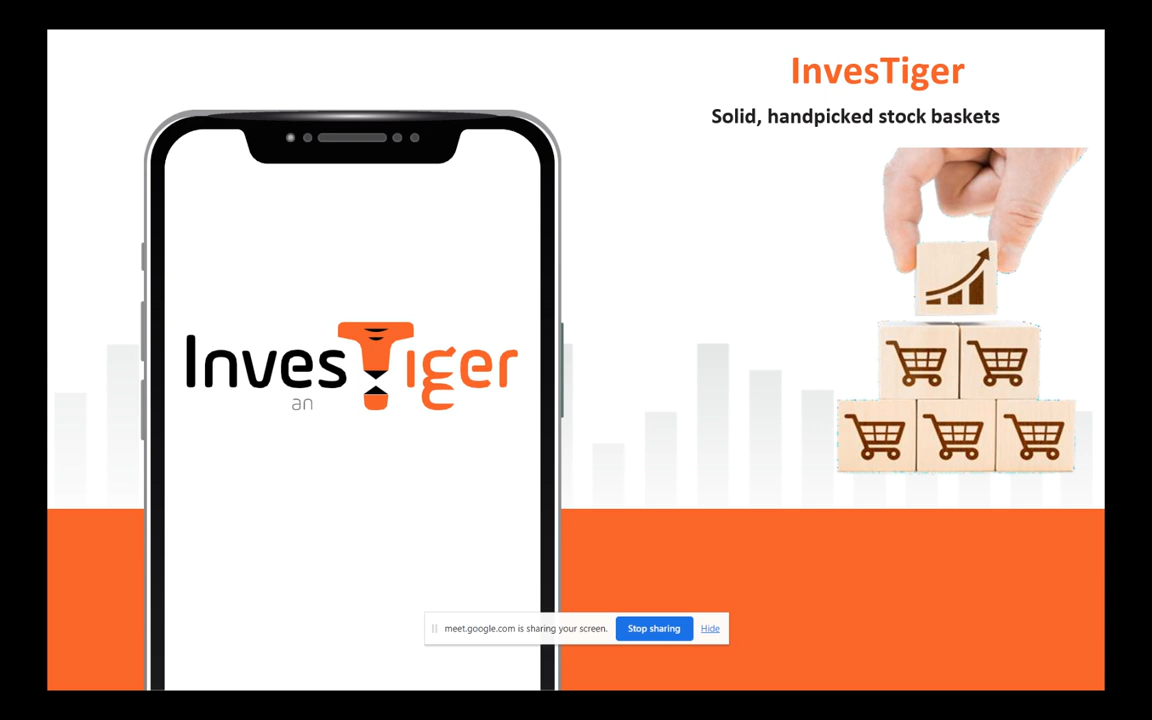 InvesTiger
Solid, handpicked stock baskets
InvesTiger
an
meet.google.com is sharing your screen. Stop sharing Hide